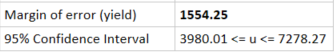 Margin of error (yield) 1554.25
95% Confidence Interval 3980.01 <= u <= 7278.27